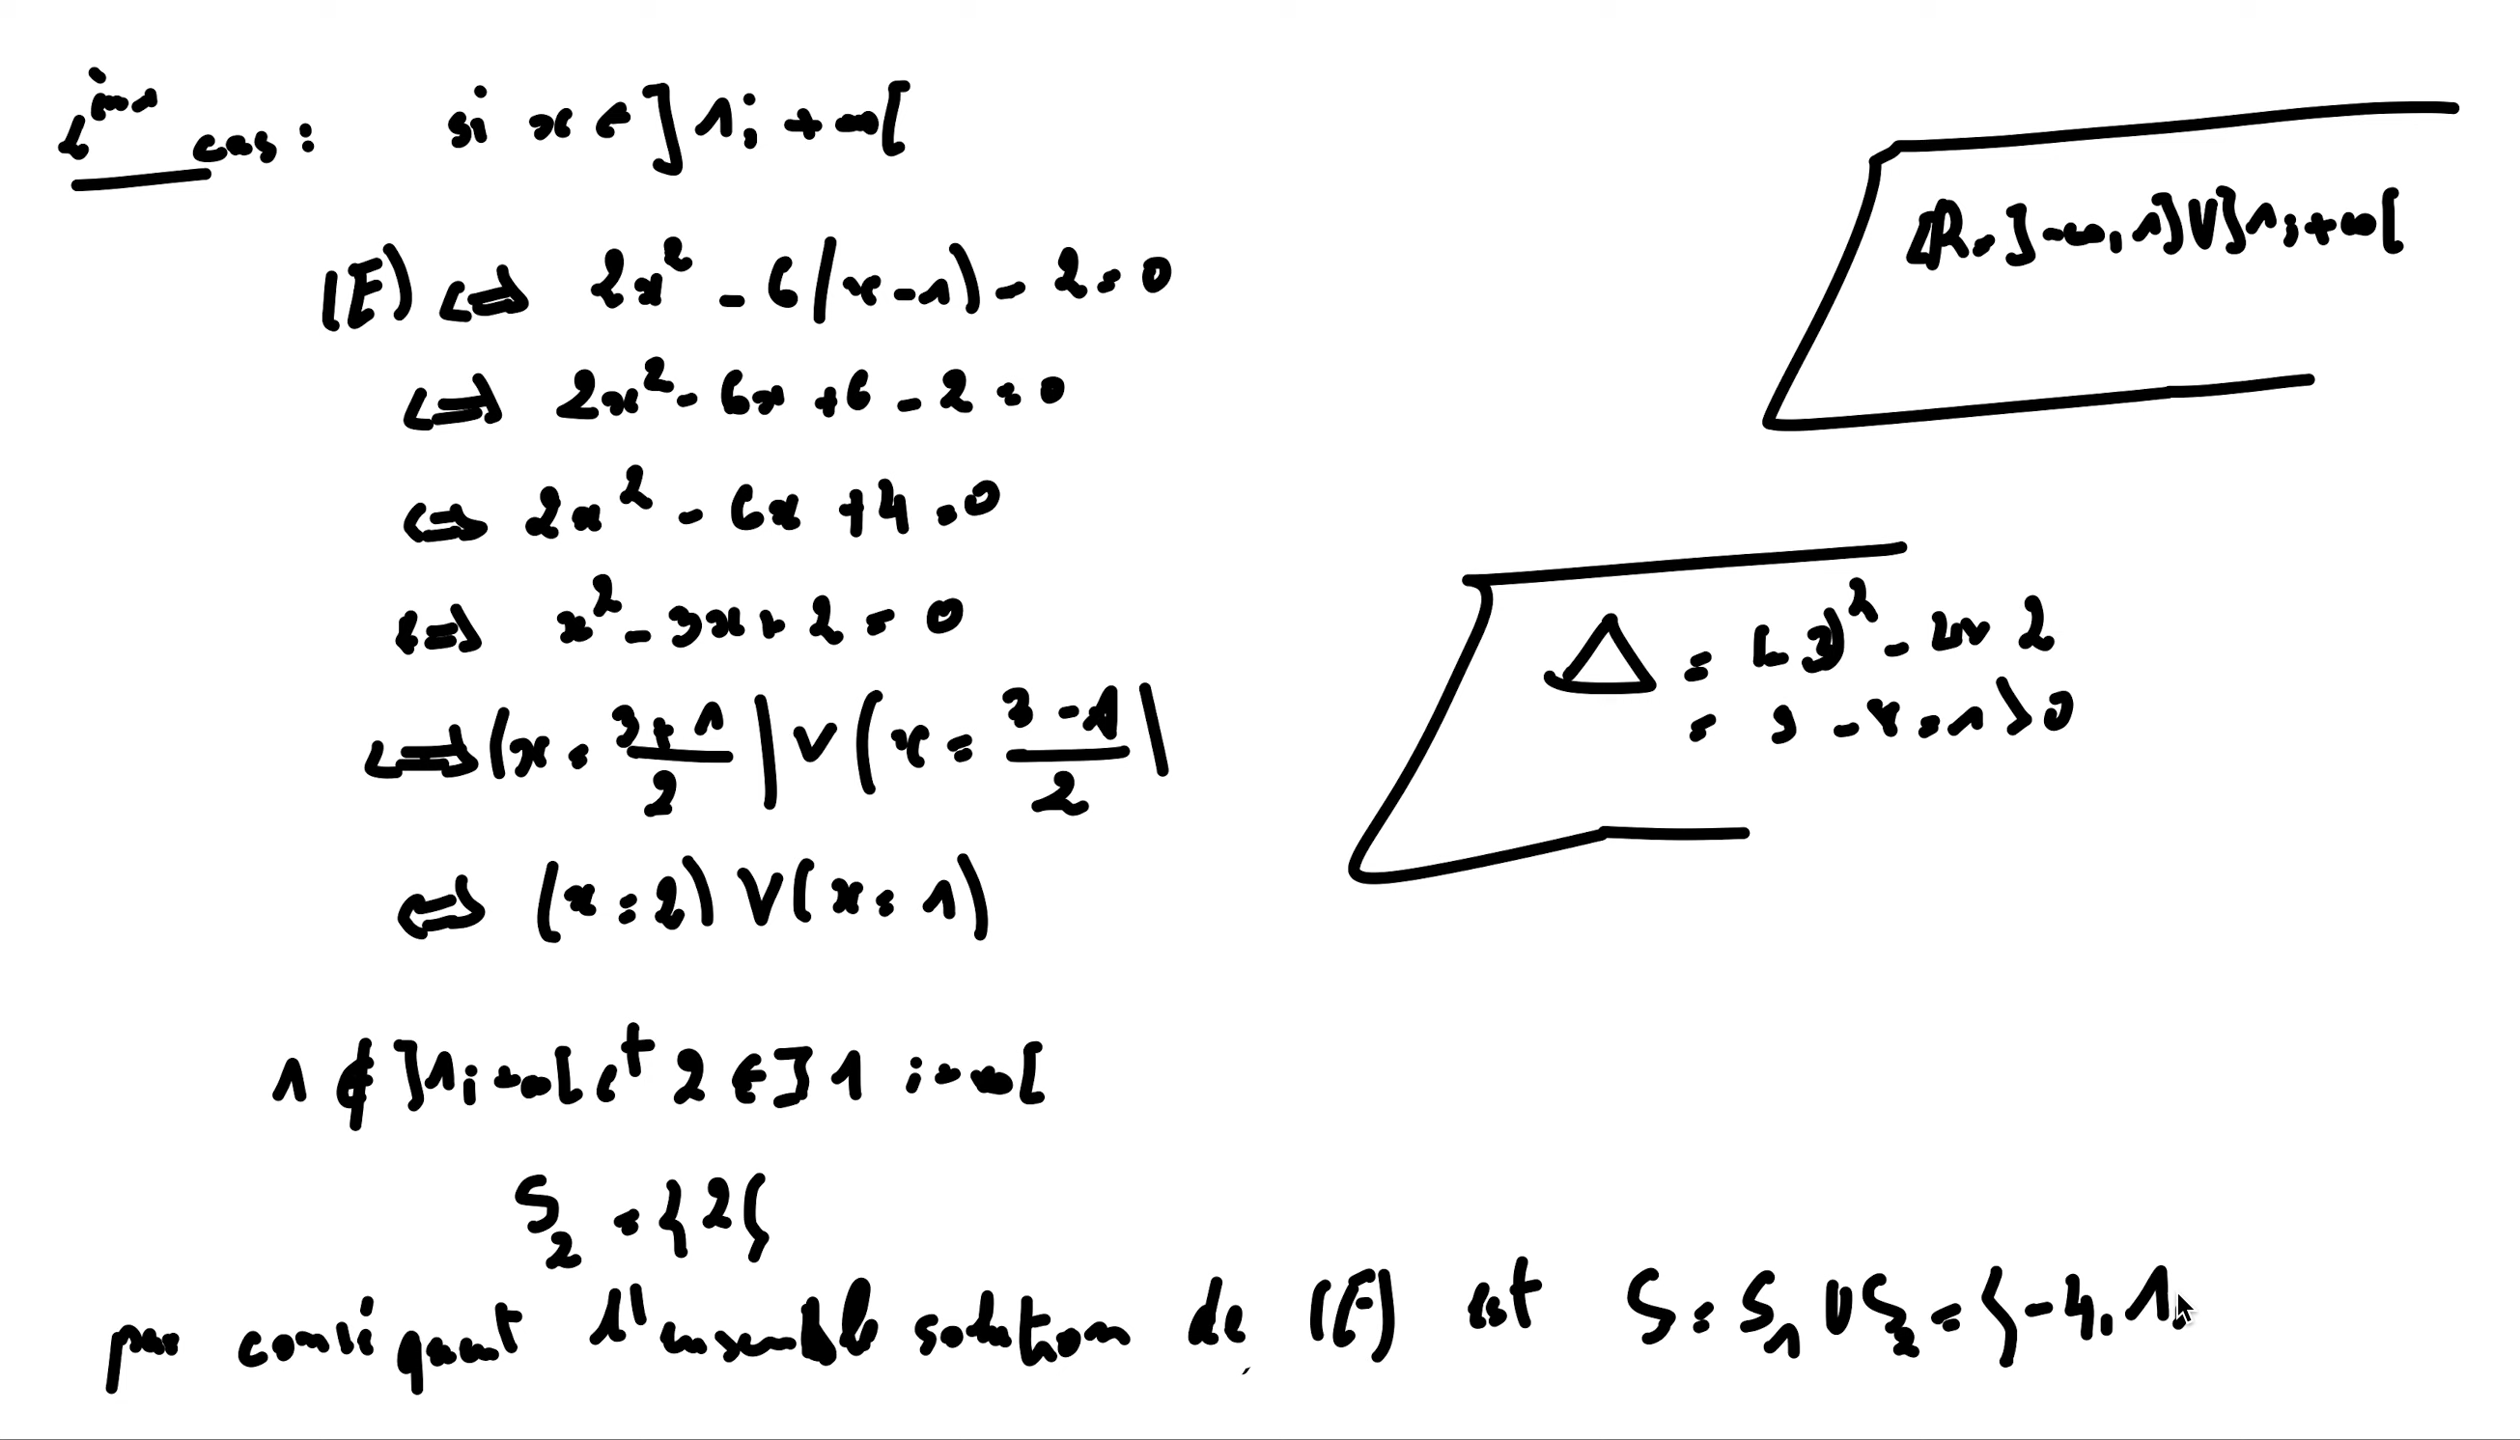 2ème cas : si x ∈ ]1 ; +∞[
ℝ = ]-∞, 1] ∪ ]1 ; +∞[
(E) ⟺ 2x² - 6(x - 1) - 2 = 0
⟺ 2x² - 6x + 6 - 2 = 0
⟺ 2x² - 6x + 4 = 0
⟺ x² - 3x + 2 = 0
Δ = (-3)² - 4 × 2
= 9 - 8 = 1 > 0
⟺ (x = (3 + 1)/2) ∨ (x = (3 - 1)/2)
⟺ (x = 2) ∨ (x = 1)
1 ∉ ]1 ; +∞[ et 2 ∈ ]1 ; +∞[
S₂ = {2}
par conséquent l'ensemble solution de (E) est S = S₁ ∪ S₂ = {-4, 1,